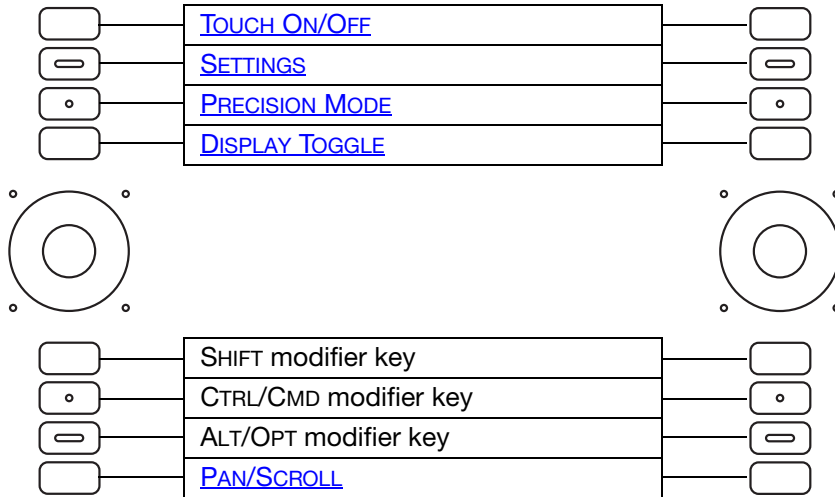 TOUCH ON/OFF
SETTINGS
PRECISION MODE
DISPLAY TOGGLE
SHIFT modifier key
CTRL/CMD modifier key
ALT/OPT modifier key
PAN/SCROLL